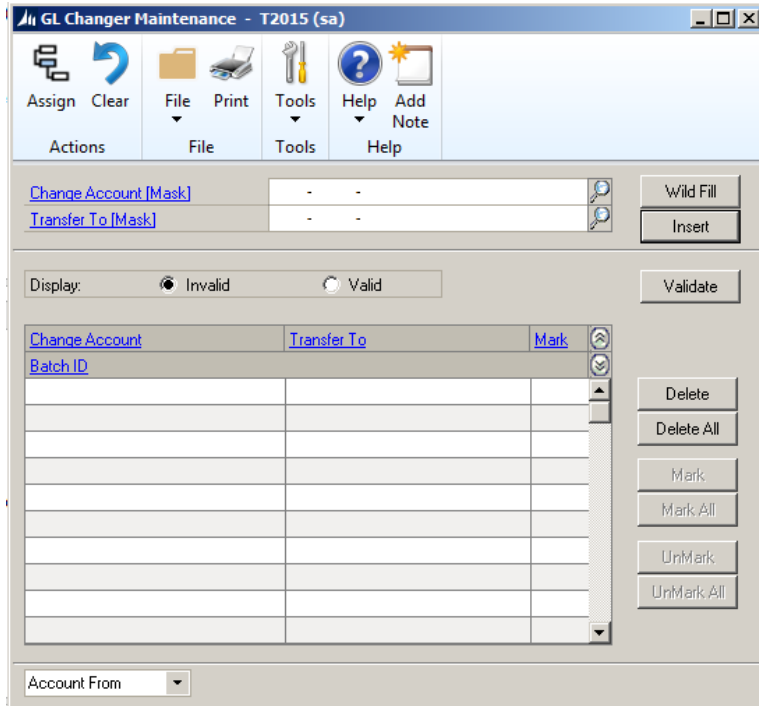 GL Changer Maintenance - T2015 (sa)
Assign Clear File Print Tools Help Add Note
Actions File Tools Help
Change Account [Mask] - - Wild Fill
Transfer To [Mask] - - Insert
Display: Invalid Valid Validate
Change Account Transfer To Mark
Batch ID
Delete
Delete All
Mark
Mark All
UnMark
UnMark All
Account From